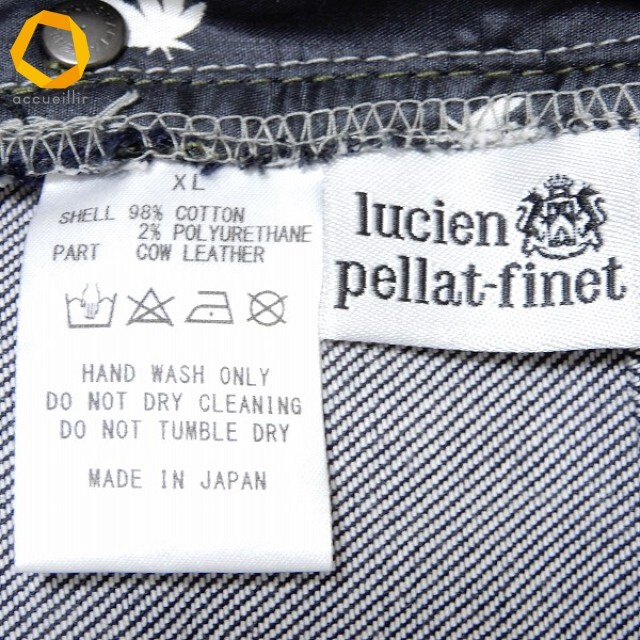 accueillir
XL
SHELL 98% COTTON
2% POLYURETHANE
PART COW LEATHER
HAND WASH ONLY
DO NOT DRY CLEANING
DO NOT TUMBLE DRY
MADE IN JAPAN
lucien
pellat-finet